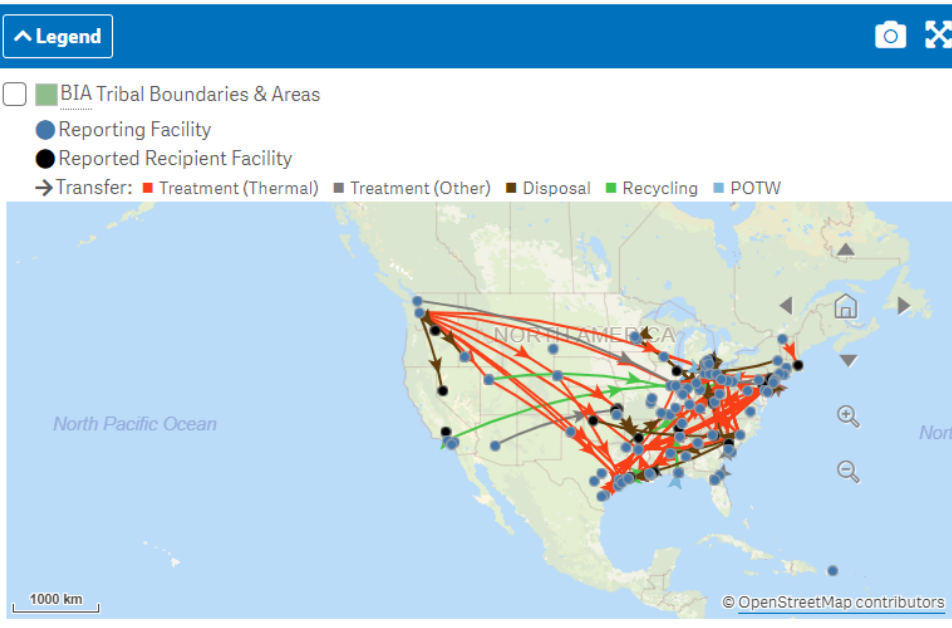 Legend
BIA Tribal Boundaries & Areas
Reporting Facility
Reported Recipient Facility
Transfer: Treatment (Thermal) Treatment (Other) Disposal Recycling POTW
NORTH AMERICA
North Pacific Ocean
Nort
1000 km
© OpenStreetMap contributors